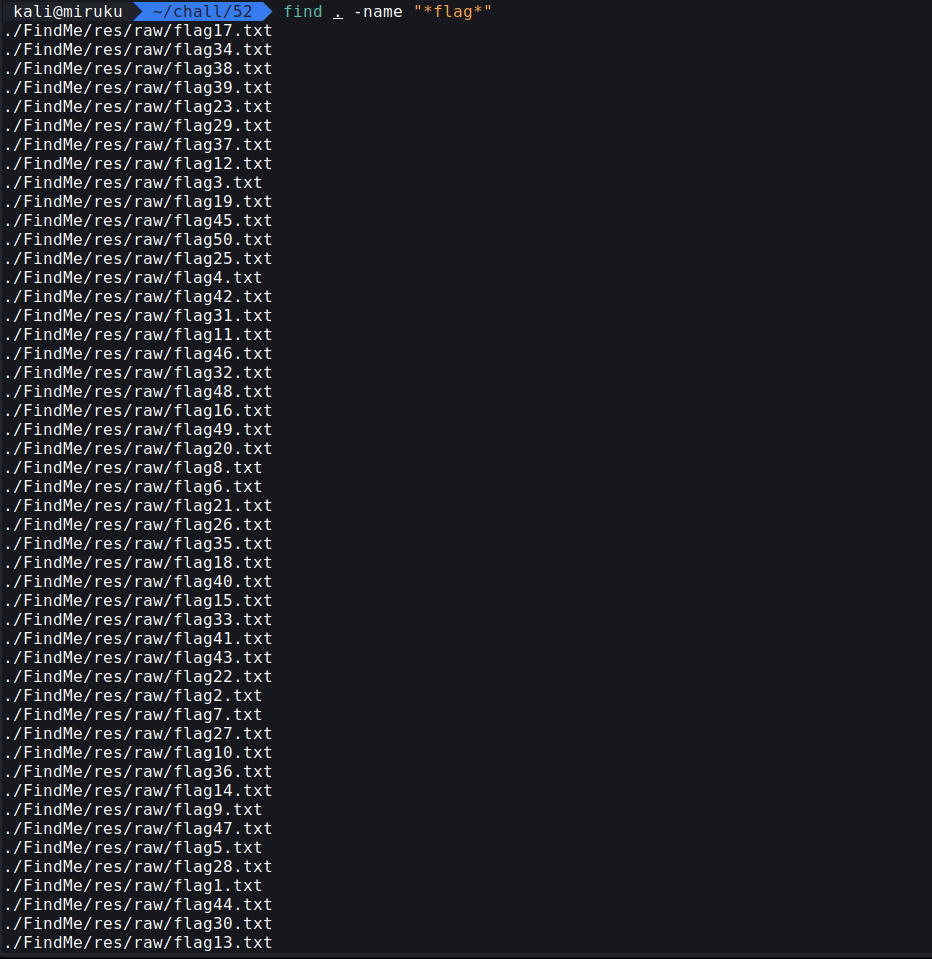 kali@miruku ~/chall/52 find . -name "*flag*"
./FindMe/res/raw/flag17.txt
./FindMe/res/raw/flag34.txt
./FindMe/res/raw/flag38.txt
./FindMe/res/raw/flag39.txt
./FindMe/res/raw/flag23.txt
./FindMe/res/raw/flag29.txt
./FindMe/res/raw/flag37.txt
./FindMe/res/raw/flag12.txt
./FindMe/res/raw/flag3.txt
./FindMe/res/raw/flag19.txt
./FindMe/res/raw/flag45.txt
./FindMe/res/raw/flag50.txt
./FindMe/res/raw/flag25.txt
./FindMe/res/raw/flag4.txt
./FindMe/res/raw/flag42.txt
./FindMe/res/raw/flag31.txt
./FindMe/res/raw/flag11.txt
./FindMe/res/raw/flag46.txt
./FindMe/res/raw/flag32.txt
./FindMe/res/raw/flag48.txt
./FindMe/res/raw/flag16.txt
./FindMe/res/raw/flag49.txt
./FindMe/res/raw/flag20.txt
./FindMe/res/raw/flag8.txt
./FindMe/res/raw/flag6.txt
./FindMe/res/raw/flag21.txt
./FindMe/res/raw/flag26.txt
./FindMe/res/raw/flag35.txt
./FindMe/res/raw/flag18.txt
./FindMe/res/raw/flag40.txt
./FindMe/res/raw/flag15.txt
./FindMe/res/raw/flag33.txt
./FindMe/res/raw/flag41.txt
./FindMe/res/raw/flag43.txt
./FindMe/res/raw/flag22.txt
./FindMe/res/raw/flag2.txt
./FindMe/res/raw/flag7.txt
./FindMe/res/raw/flag27.txt
./FindMe/res/raw/flag10.txt
./FindMe/res/raw/flag36.txt
./FindMe/res/raw/flag14.txt
./FindMe/res/raw/flag9.txt
./FindMe/res/raw/flag47.txt
./FindMe/res/raw/flag5.txt
./FindMe/res/raw/flag28.txt
./FindMe/res/raw/flag1.txt
./FindMe/res/raw/flag44.txt
./FindMe/res/raw/flag30.txt
./FindMe/res/raw/flag13.txt